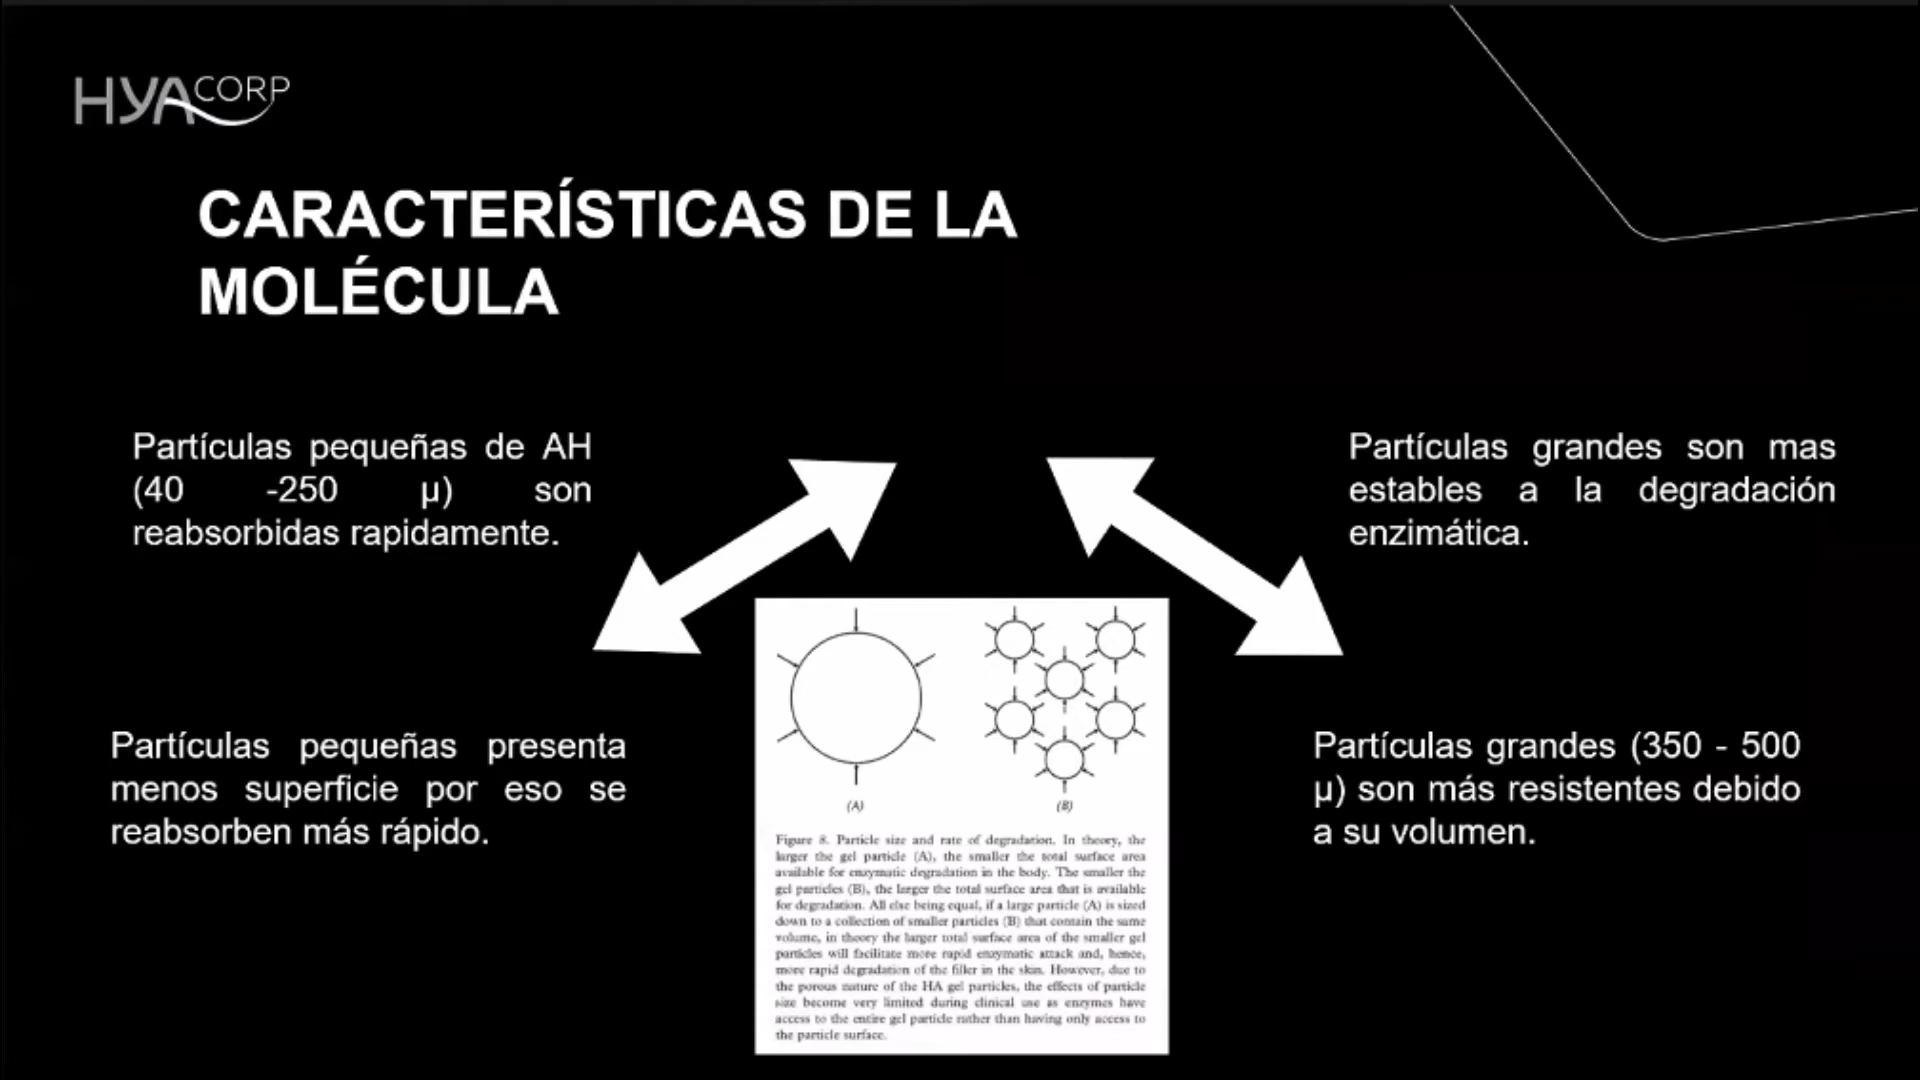 HYACORP
CARACTERÍSTICAS DE LA
MOLÉCULA
Partículas pequeñas de AH
(40 -250 µ) son
reabsorbidas rapidamente.
Partículas grandes son mas
estables a la degradación
enzimática.
Partículas pequeñas presenta
menos superficie por eso se
reabsorben más rápido.
Partículas grandes (350 - 500
µ) son más resistentes debido
a su volumen.
(A) (B)
Figure 8. Particle size and rate of degradation. In theory, the
larger the gel particle (A), the smaller the total surface area
available for enzymatic degradation in the body. The smaller the
gel particles (B), the larger the total surface area that is available
for degradation. All else being equal, if a large particle (A) is sized
down to a collection of smaller particles (B) that contain the same
volume, in theory the larger total surface area of the smaller gel
particles will facilitate more rapid enzymatic attack and, hence,
more rapid degradation of the filler in the skin. However, due to
the porous nature of the HA gel particles, the effects of particle
size become very limited during clinical use as enzymes have
access to the entire gel particle rather than having only access to
the particle surface.